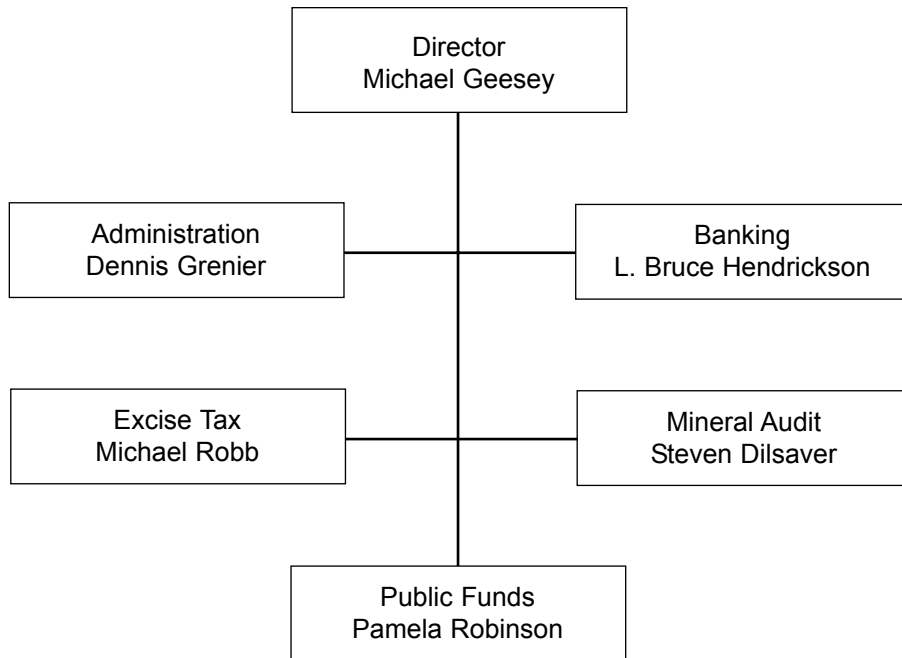 Director
Michael Geesey
Administration
Dennis Grenier
Banking
L. Bruce Hendrickson
Excise Tax
Michael Robb
Mineral Audit
Steven Dilsaver
Public Funds
Pamela Robinson